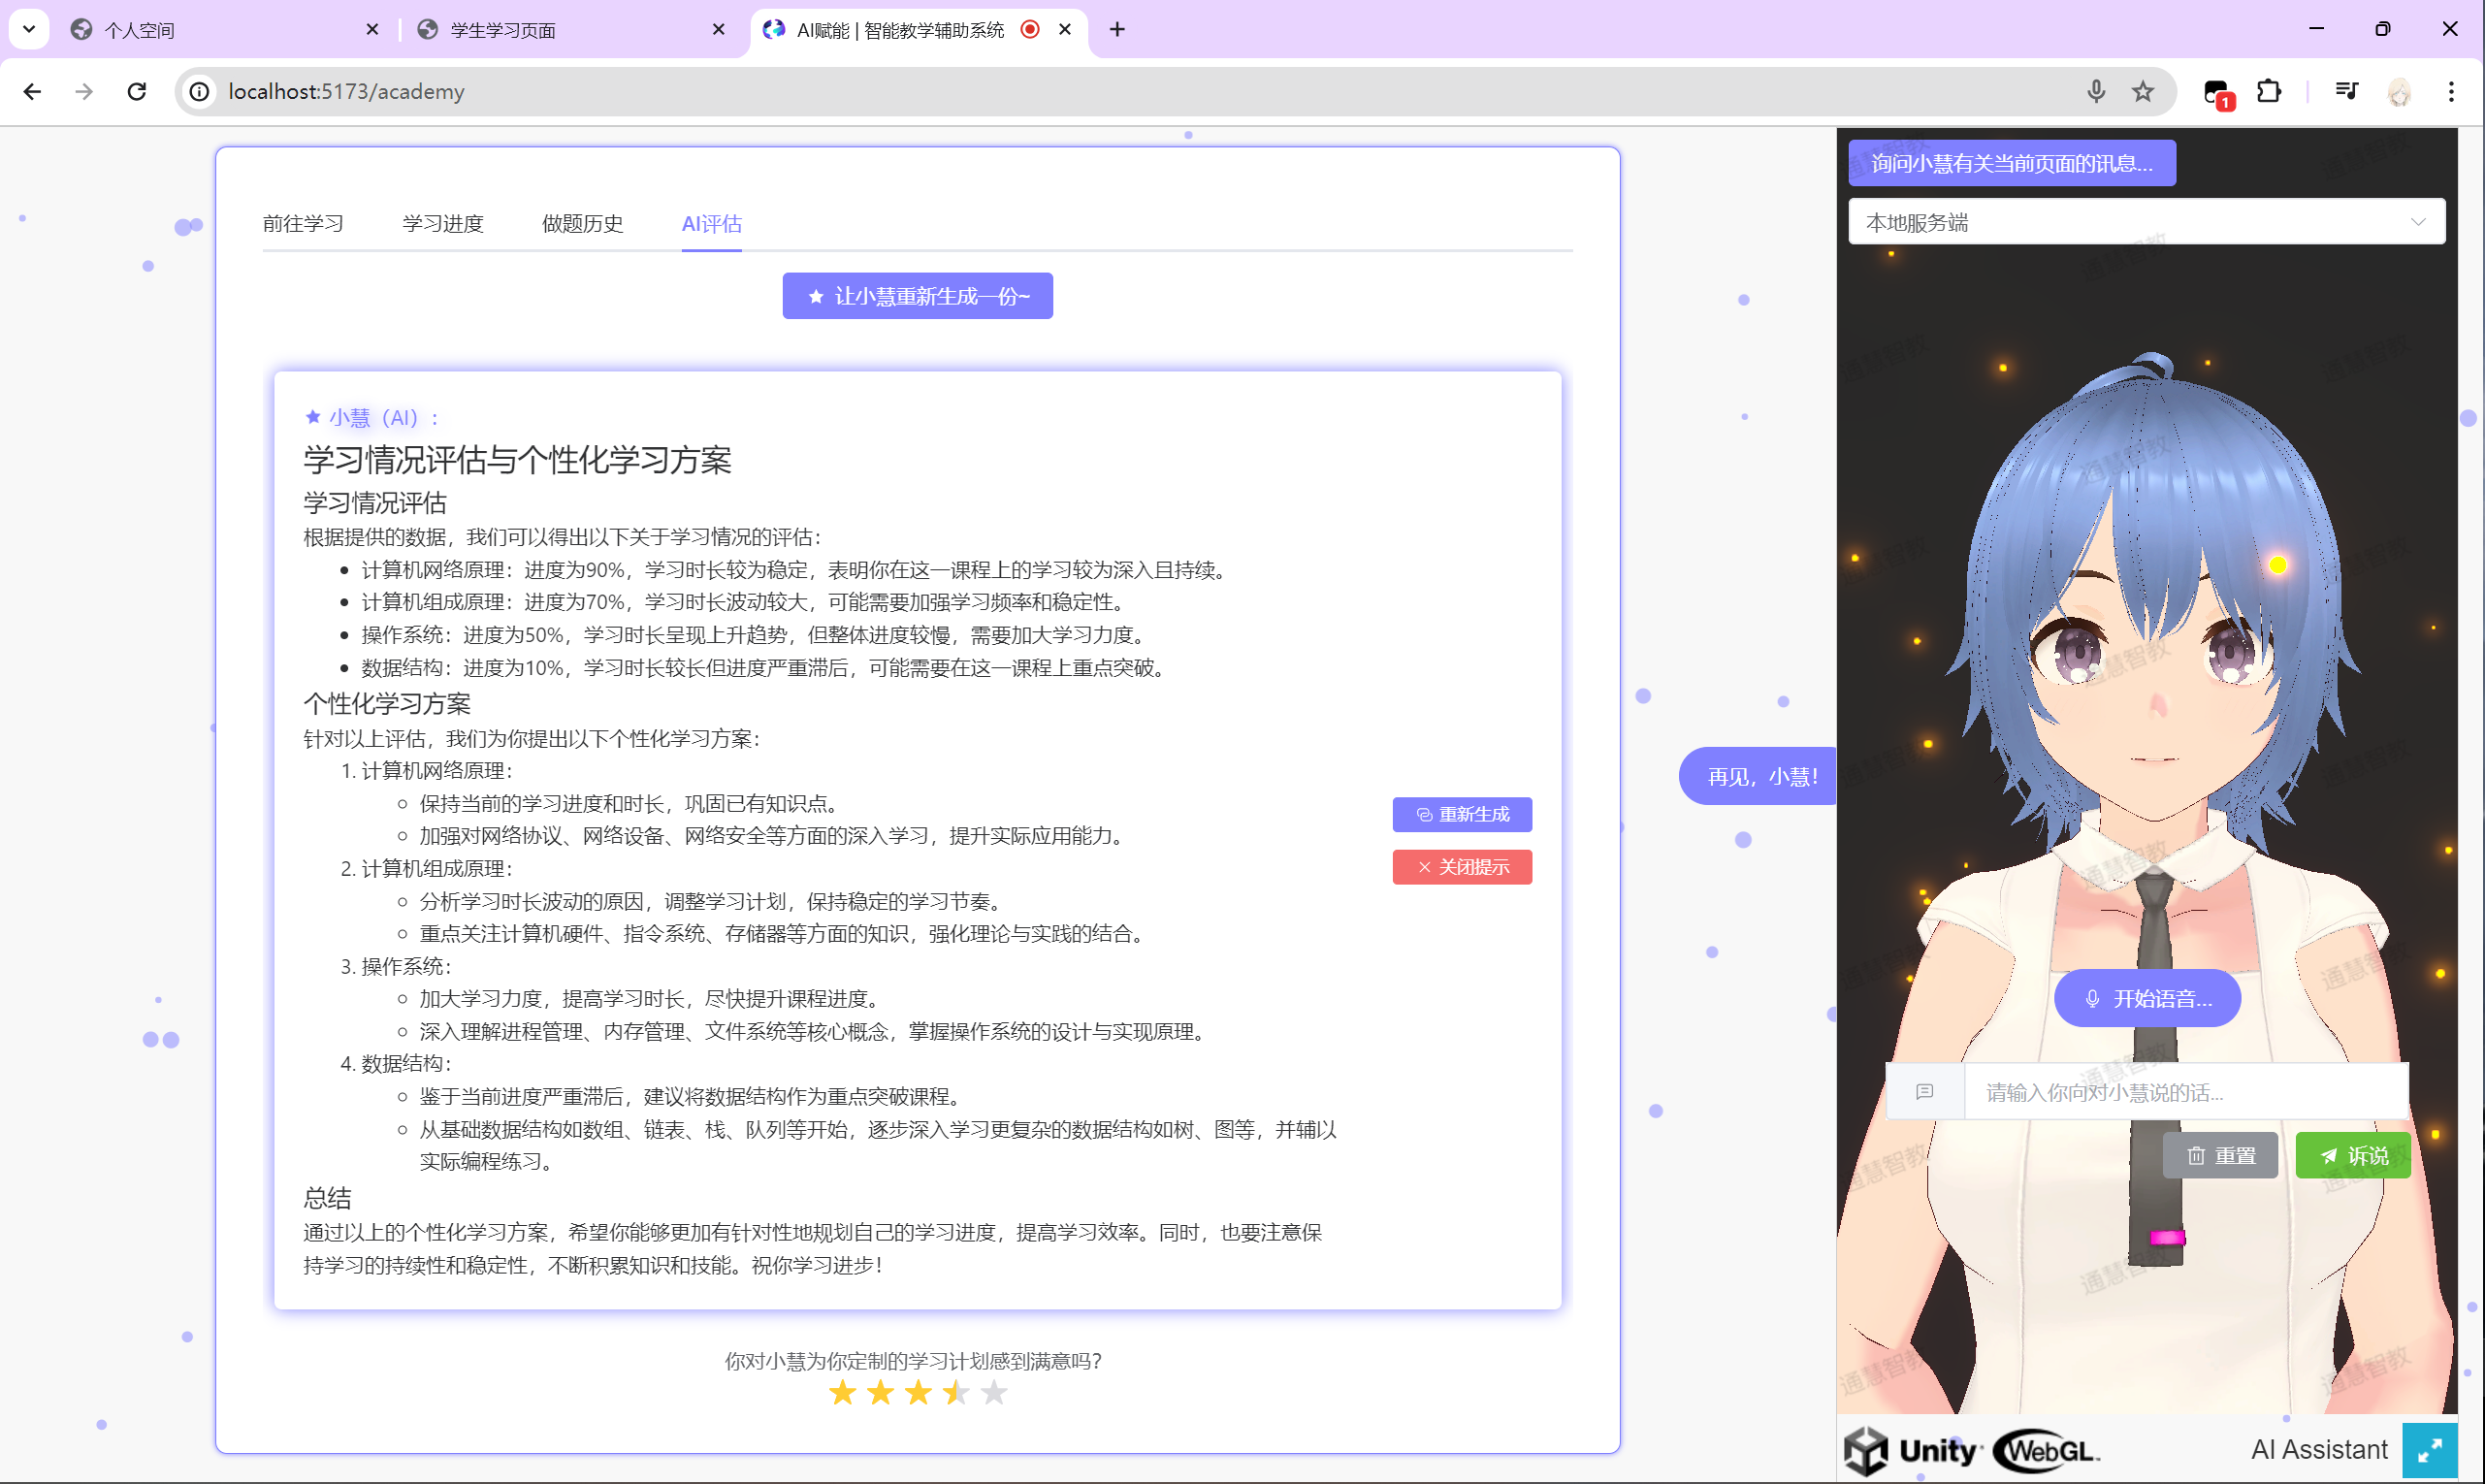 个人空间
学生学习页面
AI赋能 | 智能教学辅助系统
localhost:5173/academy
1
前往学习
学习进度
做题历史
AI评估
让小慧重新生成一份~
小慧（AI）：
学习情况评估与个性化学习方案
学习情况评估
根据提供的数据，我们可以得出以下关于学习情况的评估：
计算机网络原理：进度为90%，学习时长较为稳定，表明你在这一课程上的学习较为深入且持续。
计算机组成原理：进度为70%，学习时长波动较大，可能需要加强学习频率和稳定性。
操作系统：进度为50%，学习时长呈现上升趋势，但整体进度较慢，需要加大学习力度。
数据结构：进度为10%，学习时长较长但进度严重滞后，可能需要在这一课程上重点突破。
个性化学习方案
针对以上评估，我们为你提出以下个性化学习方案：
1. 计算机网络原理：
保持当前的学习进度和时长，巩固已有知识点。
加强对网络协议、网络设备、网络安全等方面的深入学习，提升实际应用能力。
2. 计算机组成原理：
分析学习时长波动的原因，调整学习计划，保持稳定的学习节奏。
重点关注计算机硬件、指令系统、存储器等方面的知识，强化理论与实践的结合。
3. 操作系统：
加大学习力度，提高学习时长，尽快提升课程进度。
深入理解进程管理、内存管理、文件系统等核心概念，掌握操作系统的设计与实现原理。
4. 数据结构：
鉴于当前进度严重滞后，建议将数据结构作为重点突破课程。
从基础数据结构如数组、链表、栈、队列等开始，逐步深入学习更复杂的数据结构如树、图等，并辅以
实际编程练习。
总结
通过以上的个性化学习方案，希望你能够更加有针对性地规划自己的学习进度，提高学习效率。同时，也要注意保
持学习的持续性和稳定性，不断积累知识和技能。祝你学习进步！
重新生成
关闭提示
你对小慧为你定制的学习计划感到满意吗？
再见，小慧！
询问小慧有关当前页面的讯息...
本地服务端
通慧智教
开始语音...
请输入你向对小慧说的话...
重置
诉说
Unity
WebGL
AI Assistant